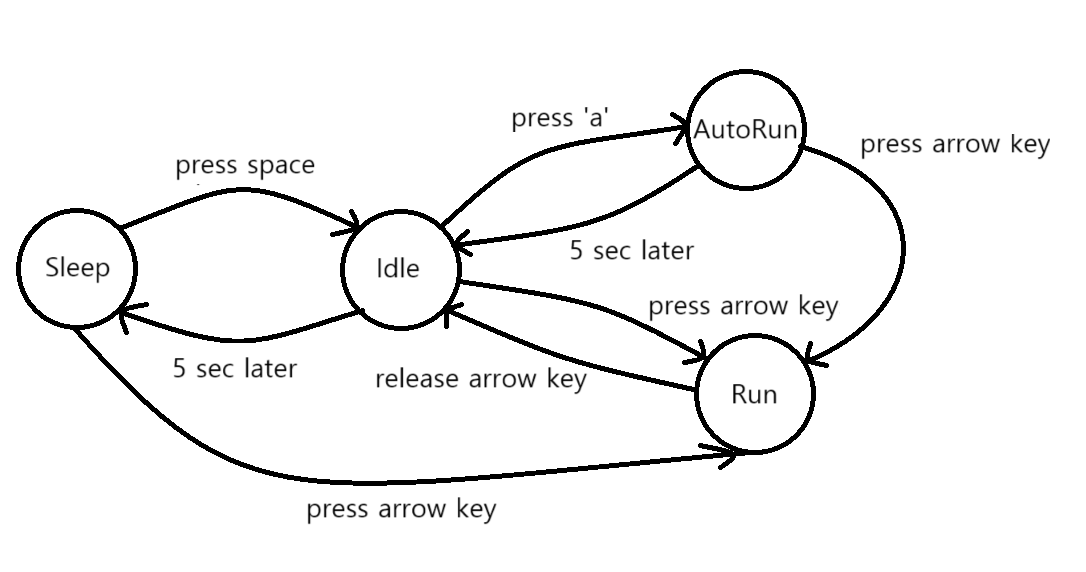 press 'a'
AutoRun
press arrow key
press space
5 sec later
Sleep
Idle
press arrow key
5 sec later
release arrow key
Run
press arrow key